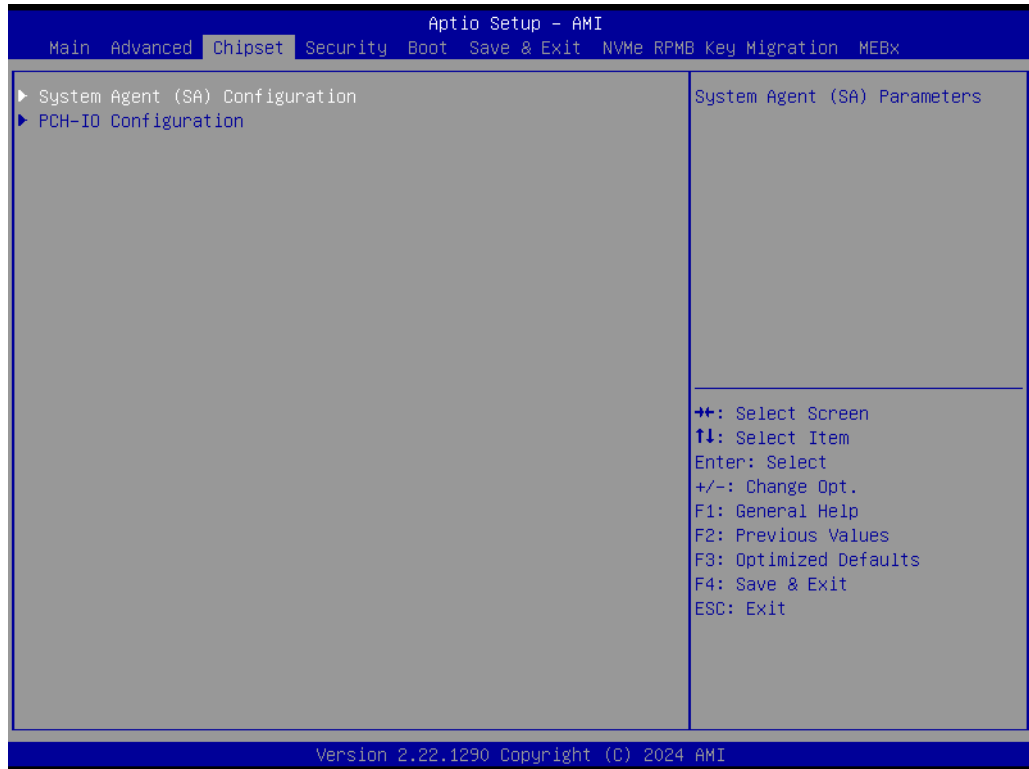 Aptio Setup - AMI
Main Advanced Chipset Security Boot Save & Exit NVMe RPMB Key Migration MEBx
▶ System Agent (SA) Configuration
▶ PCH-IO Configuration
System Agent (SA) Parameters
→←: Select Screen
↑↓: Select Item
Enter: Select
+/-: Change Opt.
F1: General Help
F2: Previous Values
F3: Optimized Defaults
F4: Save & Exit
ESC: Exit
Version 2.22.1290 Copyright (C) 2024 AMI